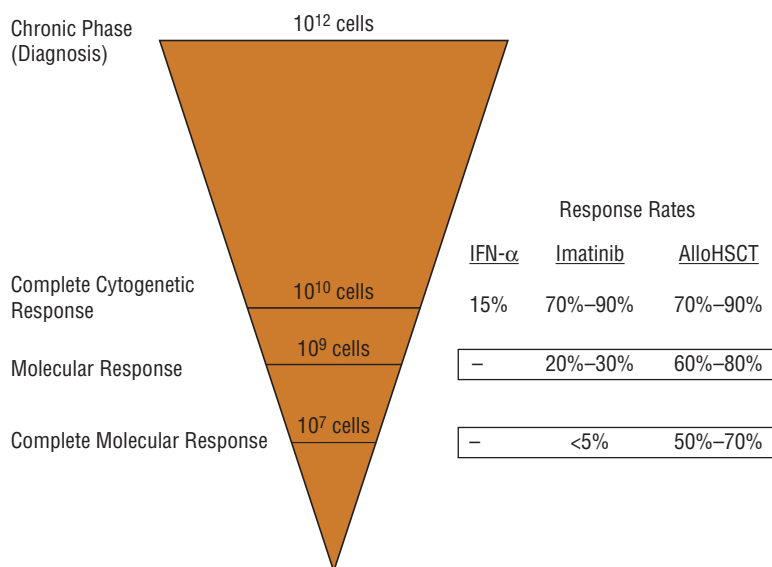 Chronic Phase
(Diagnosis)
10¹² cells
Response Rates
IFN-α Imatinib AlloHSCT
Complete Cytogenetic
Response
10¹⁰ cells
15% 70%–90% 70%–90%
10⁹ cells
Molecular Response
– 20%–30% 60%–80%
10⁷ cells
Complete Molecular Response
– <5% 50%–70%